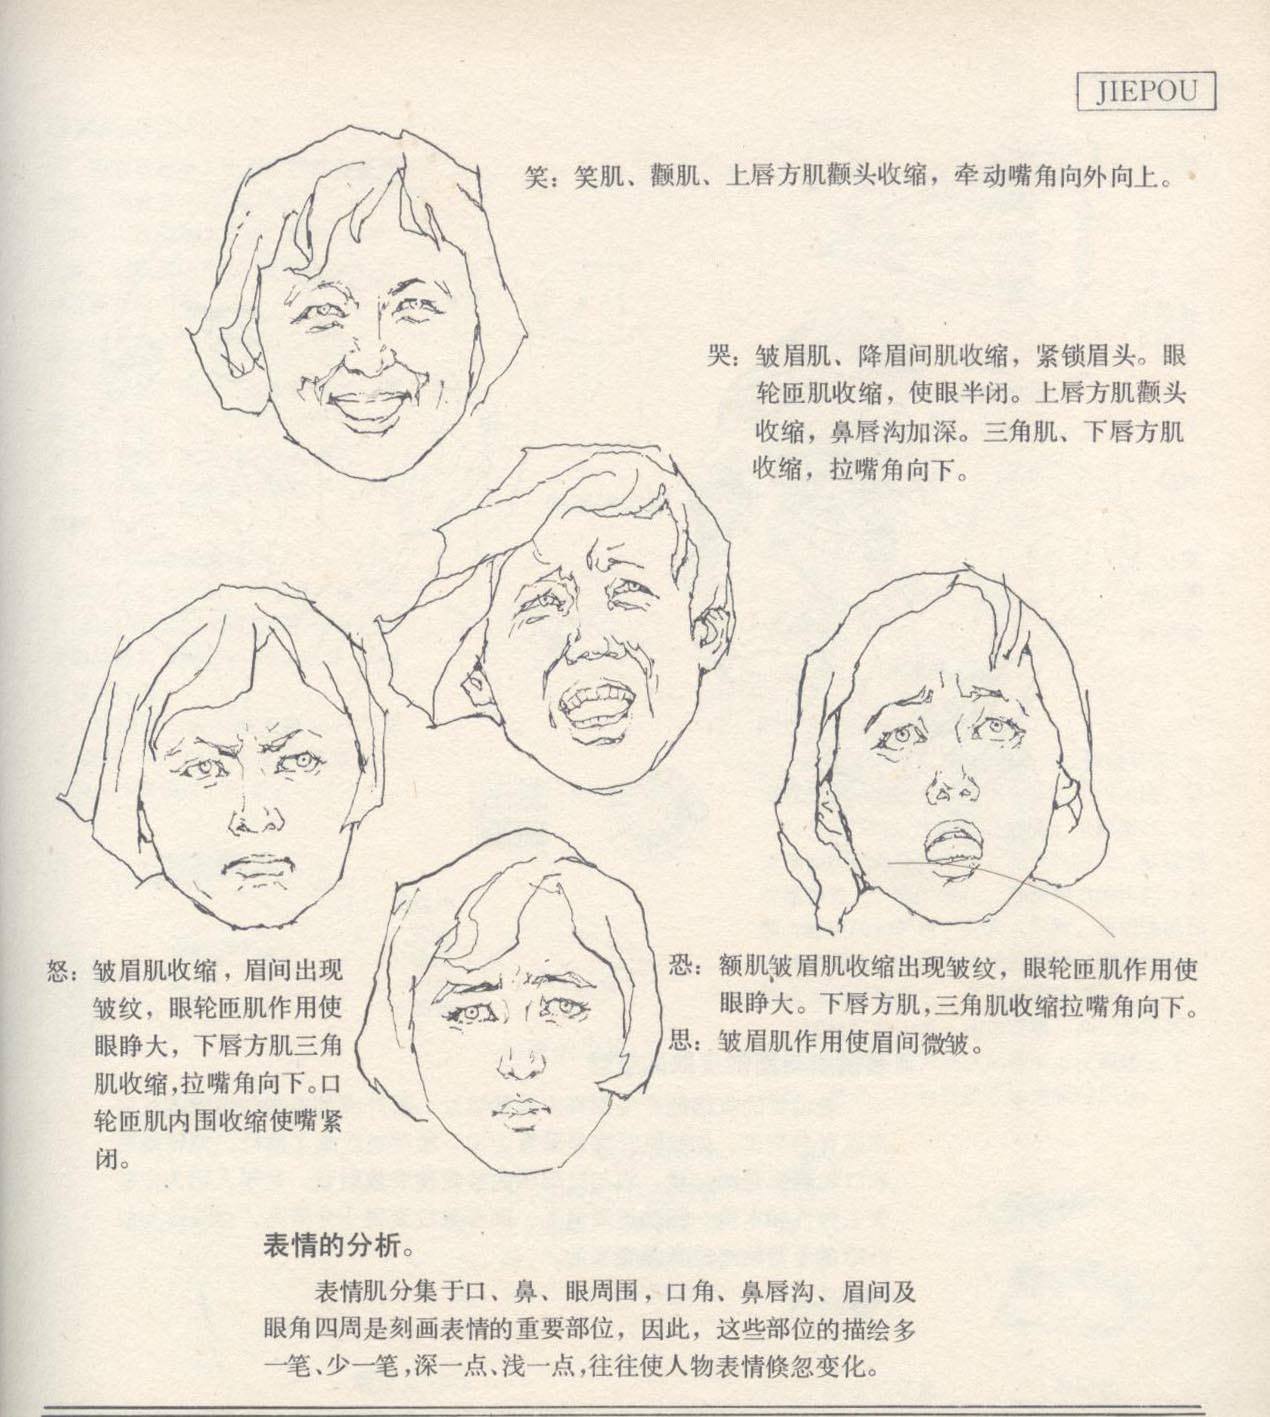 JIEPOU
笑：笑肌、颧肌、上唇方肌颧头收缩，牵动嘴角向外向上。
哭：皱眉肌、降眉间肌收缩，紧锁眉头。眼
轮匝肌收缩，使眼半闭。上唇方肌颧头
收缩，鼻唇沟加深。三角肌、下唇方肌
收缩，拉嘴角向下。
怒：皱眉肌收缩，眉间出现
皱纹，眼轮匝肌作用使
眼睁大，下唇方肌三角
肌收缩，拉嘴角向下。口
轮匝肌内围收缩使嘴紧
闭。
恐：额肌皱眉肌收缩出现皱纹，眼轮匝肌作用使
眼睁大。下唇方肌，三角肌收缩拉嘴角向下。
思：皱眉肌作用使眉间微皱。
表情的分析。
表情肌分集于口、鼻、眼周围，口角、鼻唇沟、眉间及
眼角四周是刻画表情的重要部位，因此，这些部位的描绘多
一笔、少一笔，深一点、浅一点，往往使人物表情倏忽变化。